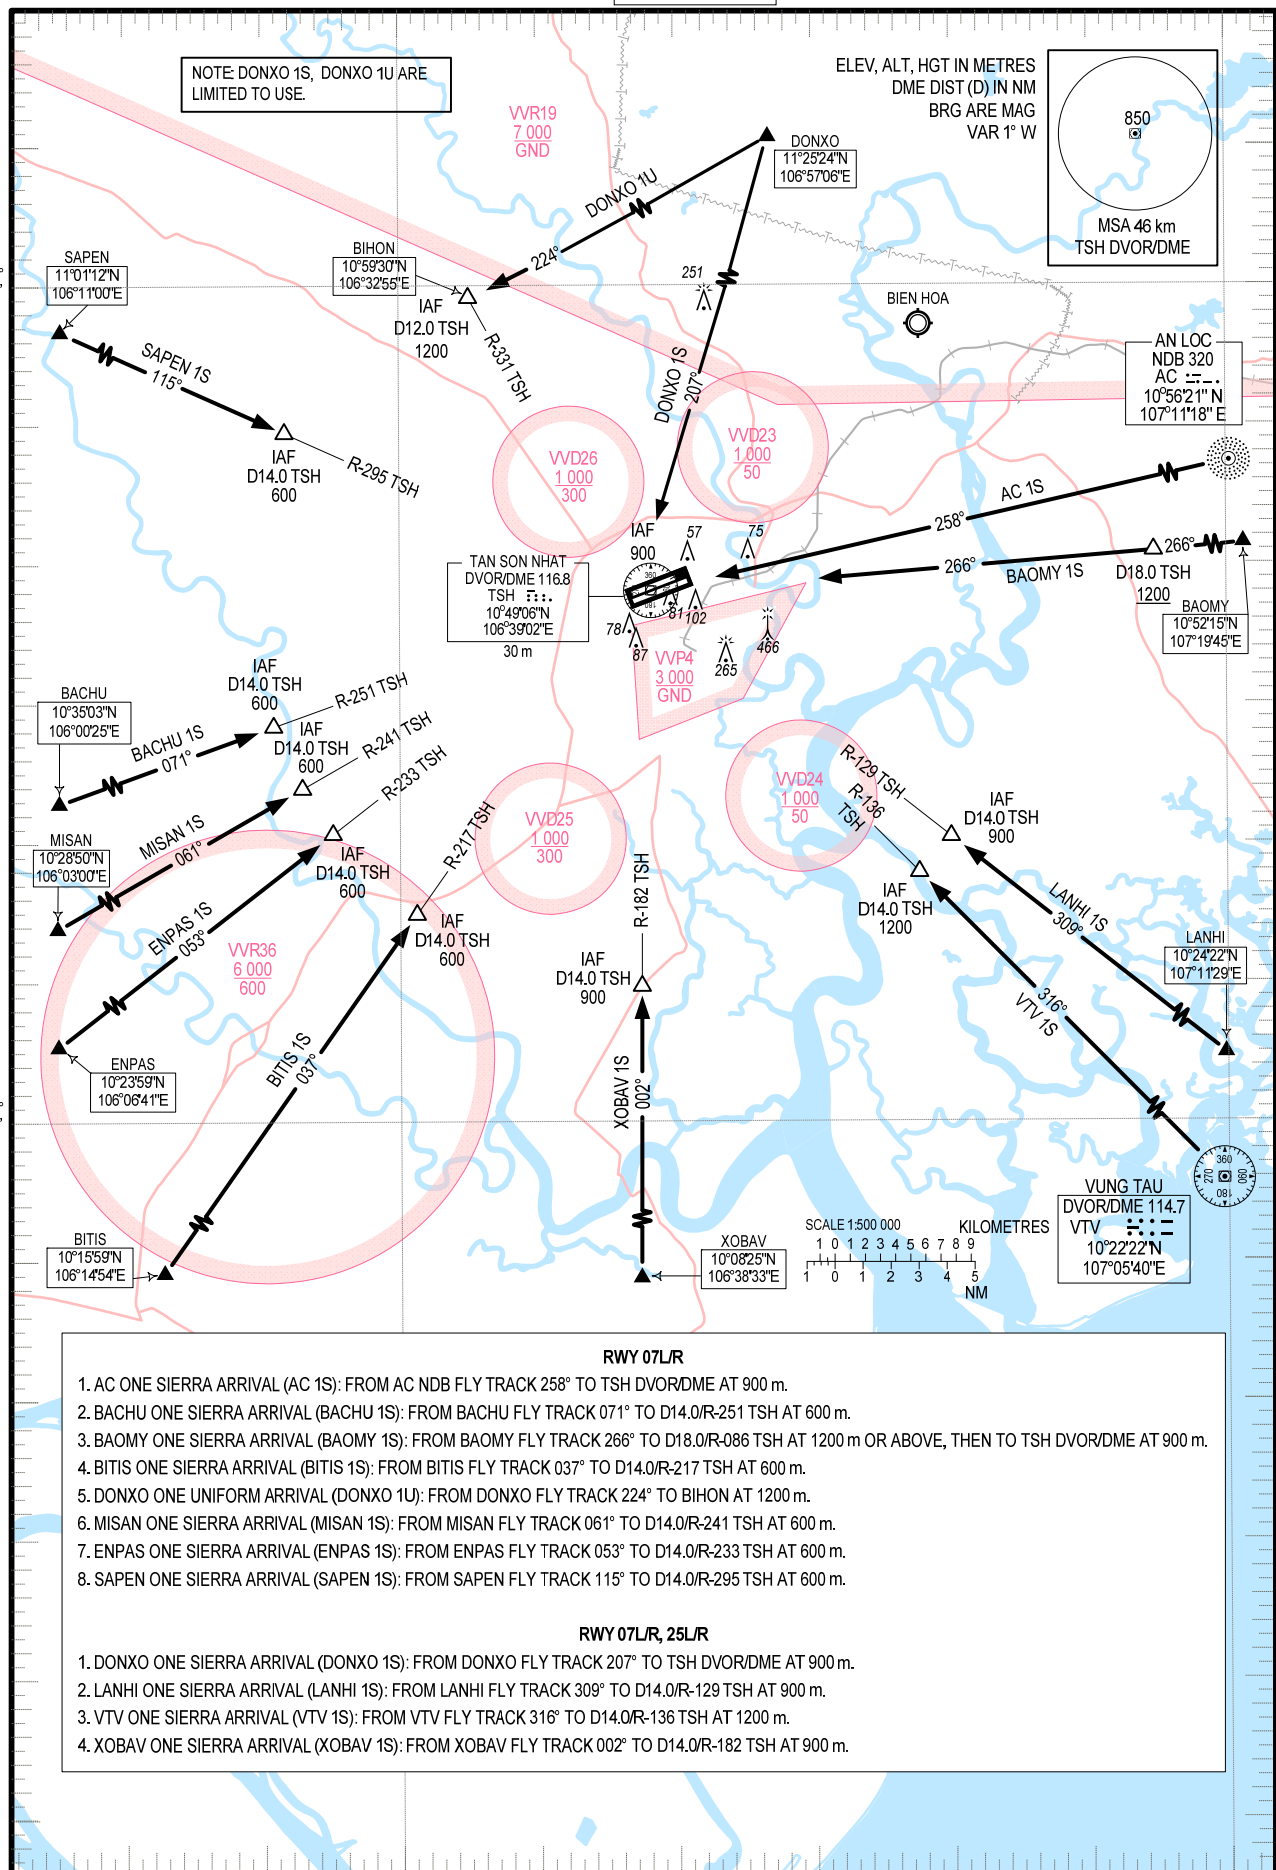 NOTE: DONXO 1S, DONXO 1U ARE
LIMITED TO USE.
ELEV, ALT, HGT IN METRES
DME DIST (D) IN NM
BRG ARE MAG
VAR 1° W
850
MSA 46 km
TSH DVOR/DME
VVR19
7 000
GND
DONXO
11°25'24"N
106°57'06"E
DONXO 1U
224°
SAPEN
11°01'12"N
106°11'00"E
BIHON
10°59'30"N
106°32'55"E
IAF
D12.0 TSH
1200
R-331 TSH
251
BIEN HOA
SAPEN 1S
115°
IAF
D14.0 TSH
600
R-295 TSH
DONXO 1S
207°
AN LOC
NDB 320
AC
10°56'21" N
107°11'18" E
VVD26
1 000
300
VVD23
1 000
50
AC 1S
258°
IAF
900
57
75
266°
BAOMY 1S
266°
D18.0 TSH
1200
BAOMY
10°52'15"N
107°19'45"E
TAN SON NHAT
DVOR/DME 116.8
TSH
10°49'06"N
106°39'02"E
30 m
360
180
81
102
78
87
265
466
VVP4
3 000
GND
BACHU
10°35'03"N
106°00'25"E
BACHU 1S
071°
IAF
D14.0 TSH
600
R-251 TSH
IAF
D14.0 TSH
600
R-241 TSH
R-233 TSH
MISAN
10°28'50"N
106°03'00"E
MISAN 1S
061°
IAF
D14.0 TSH
600
R-217 TSH
VVD25
1 000
300
VVD24
1 000
50
R-129 TSH
R-136
TSH
IAF
D14.0 TSH
900
IAF
D14.0 TSH
1200
LANHI 1S
309°
LANHI
10°24'22"N
107°11'29"E
ENPAS 1S
053°
VVR36
6 000
600
IAF
D14.0 TSH
600
R-182 TSH
IAF
D14.0 TSH
900
316°
VTV 1S
ENPAS
10°23'59"N
106°06'41"E
BITIS 1S
037°
XOBAV 1S
002°
360
090
180
270
VUNG TAU
DVOR/DME 114.7
VTV
10°22'22"N
107°05'40"E
BITIS
10°15'59"N
106°14'54"E
XOBAV
10°08'25"N
106°38'33"E
SCALE 1:500 000
KILOMETRES
1 0 1 2 3 4 5 6 7 8 9
1 0 1 2 3 4 5
NM
RWY 07L/R
1. AC ONE SIERRA ARRIVAL (AC 1S): FROM AC NDB FLY TRACK 258° TO TSH DVOR/DME AT 900 m.
2. BACHU ONE SIERRA ARRIVAL (BACHU 1S): FROM BACHU FLY TRACK 071° TO D14.0/R-251 TSH AT 600 m.
3. BAOMY ONE SIERRA ARRIVAL (BAOMY 1S): FROM BAOMY FLY TRACK 266° TO D18.0/R-086 TSH AT 1200 m OR ABOVE, THEN TO TSH DVOR/DME AT 900 m.
4. BITIS ONE SIERRA ARRIVAL (BITIS 1S): FROM BITIS FLY TRACK 037° TO D14.0/R-217 TSH AT 600 m.
5. DONXO ONE UNIFORM ARRIVAL (DONXO 1U): FROM DONXO FLY TRACK 224° TO BIHON AT 1200 m.
6. MISAN ONE SIERRA ARRIVAL (MISAN 1S): FROM MISAN FLY TRACK 061° TO D14.0/R-241 TSH AT 600 m.
7. ENPAS ONE SIERRA ARRIVAL (ENPAS 1S): FROM ENPAS FLY TRACK 053° TO D14.0/R-233 TSH AT 600 m.
8. SAPEN ONE SIERRA ARRIVAL (SAPEN 1S): FROM SAPEN FLY TRACK 115° TO D14.0/R-295 TSH AT 600 m.
RWY 07L/R, 25L/R
1. DONXO ONE SIERRA ARRIVAL (DONXO 1S): FROM DONXO FLY TRACK 207° TO TSH DVOR/DME AT 900 m.
2. LANHI ONE SIERRA ARRIVAL (LANHI 1S): FROM LANHI FLY TRACK 309° TO D14.0/R-129 TSH AT 900 m.
3. VTV ONE SIERRA ARRIVAL (VTV 1S): FROM VTV FLY TRACK 316° TO D14.0/R-136 TSH AT 1200 m.
4. XOBAV ONE SIERRA ARRIVAL (XOBAV 1S): FROM XOBAV FLY TRACK 002° TO D14.0/R-182 TSH AT 900 m.